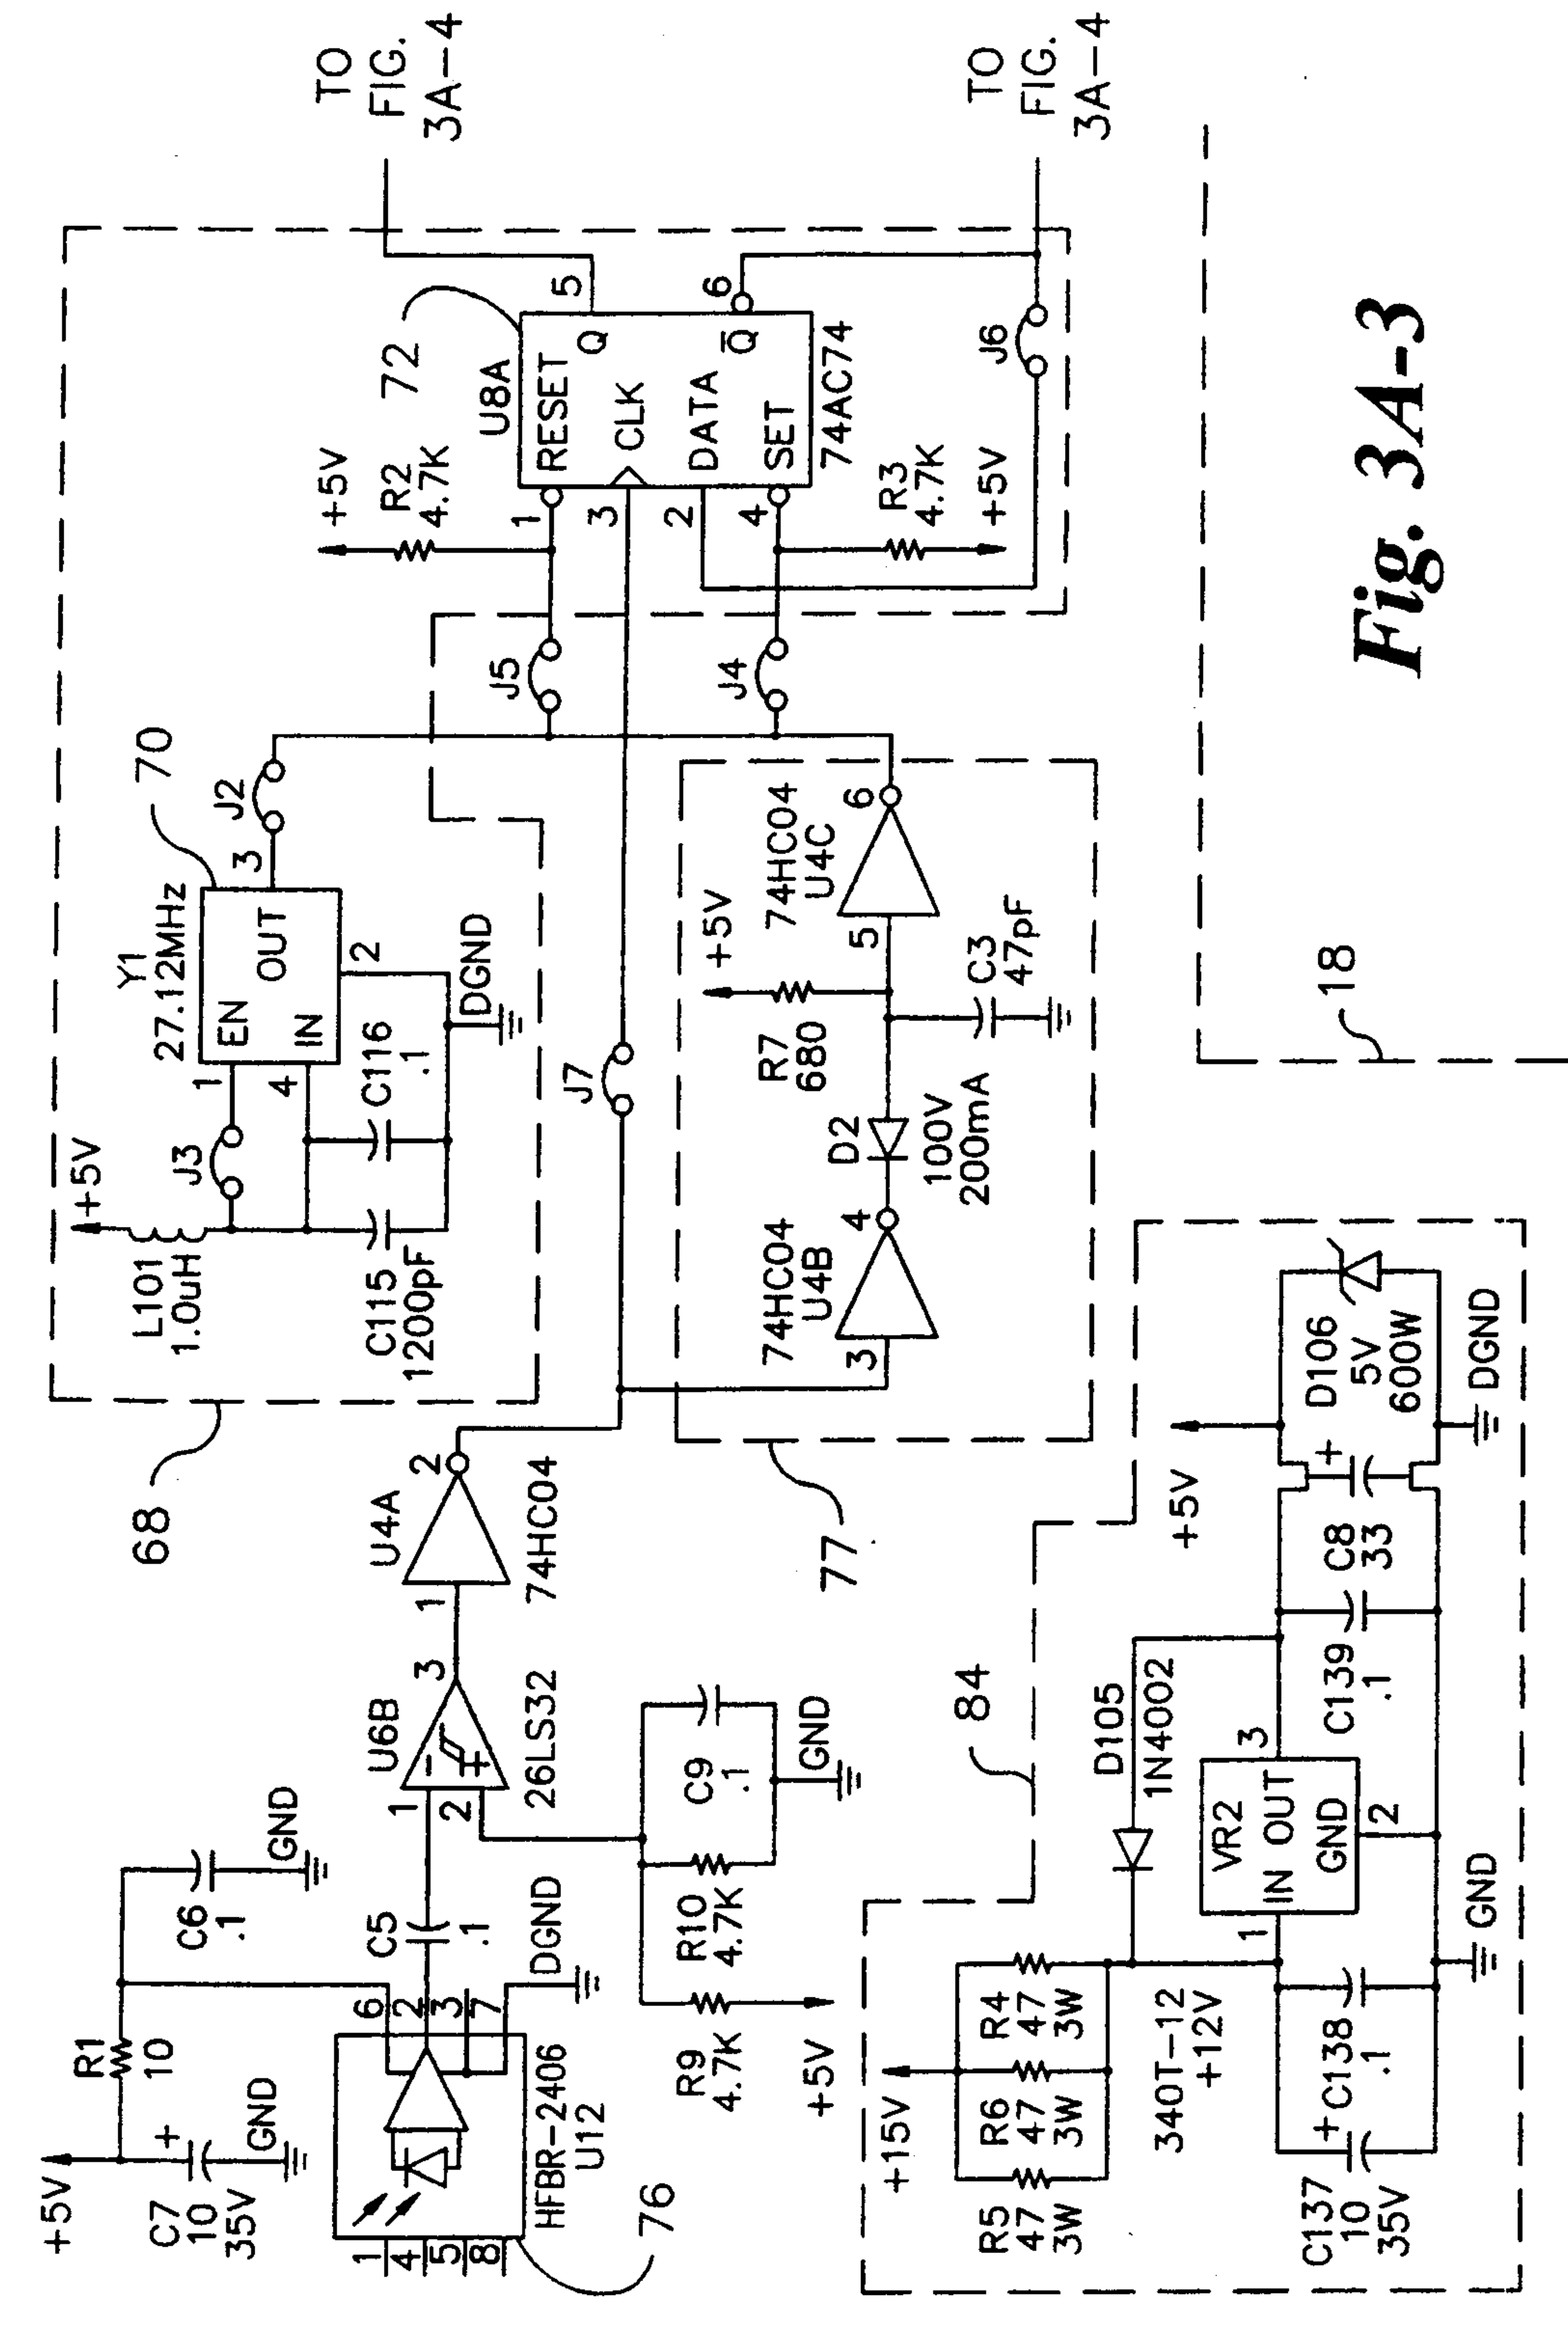 +5V
R1
10
C7
10
35V
+
GND
C6
.1
GND
6
2
3
7
1
4
5
8
HFBR-2406
U12
76
DGND
C5
.1
U6B
1
2
3
26LS32
R9
4.7K
+5V
R10
4.7K
C9
.1
GND
U4A
1
2
74HC04
68
+5V
L101
1.0uH
C115
1200pF
J3
C116
.1
Y1
27.12MHz
EN
OUT
IN
1
4
3
2
DGND
70
J2
J7
J5
J4
+5V
R2
4.7K
72
U8A
RESET
CLK
DATA
SET
Q
Q̅
1
3
2
4
5
6
74AC74
R3
4.7K
+5V
J6
TO
FIG.
3A-4
TO
FIG.
3A-4
77
74HC04
U4B
3
4
D2
100V
200mA
+5V
R7
680
C3
47pF
74HC04
U4C
5
6
84
+15V
R5
47
3W
R6
47
3W
R4
47
3W
D105
1N4002
340T-12
+12V
VR2
IN OUT
GND
1
3
2
C137
10
35V
+
C138
.1
GND
C139
.1
C8
33
+
+5V
D106
5V
600W
DGND
18
Fig. 3A-3